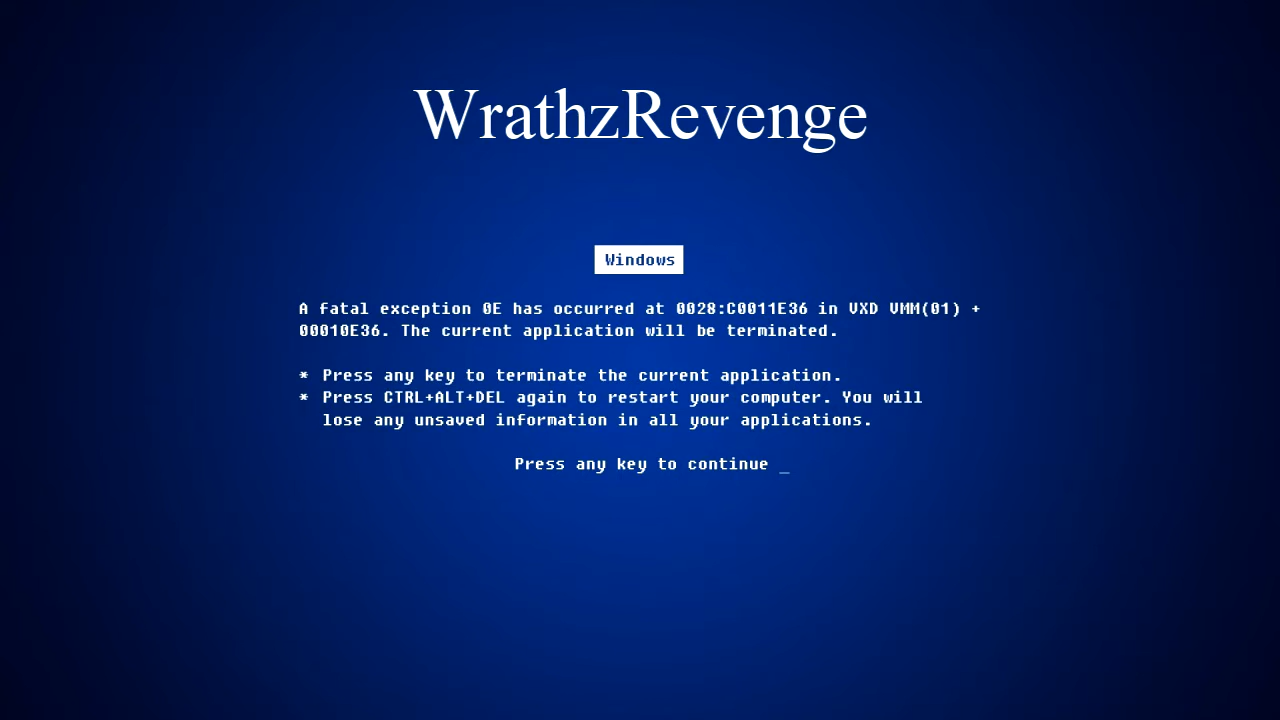 WrathzRevenge
Windows
A fatal exception 0E has occurred at 0028:C0011E36 in VXD VMM(01) +
00010E36. The current application will be terminated.
* Press any key to terminate the current application.
* Press CTRL+ALT+DEL again to restart your computer. You will
lose any unsaved information in all your applications.
Press any key to continue _